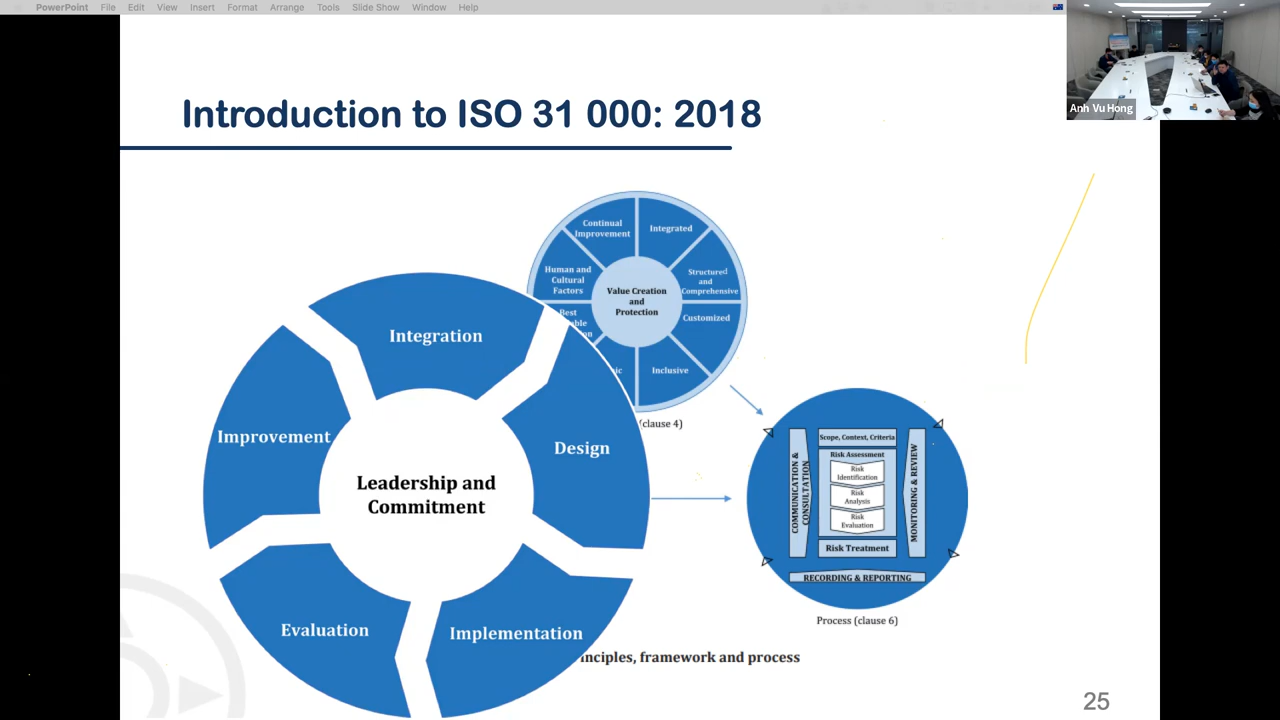 PowerPoint File Edit View Insert Format Arrange Tools Slide Show Window Help
Anh Vu Hong
Introduction to ISO 31 000: 2018
Continual
Improvement
Integrated
Human and
Cultural
Factors
Structured
and
Comprehensive
Value Creation
and
Protection
Best
Customized
Inclusive
(clause 4)
Integration
Improvement
Design
Leadership and
Commitment
Evaluation
Implementation
Scope, Context, Criteria
Risk Assessment
Risk
Identification
Risk
Analysis
Risk
Evaluation
Risk Treatment
COMMUNICATION &
CONSULTATION
MONITORING & REVIEW
RECORDING & REPORTING
Process (clause 6)
inciples, framework and process
25